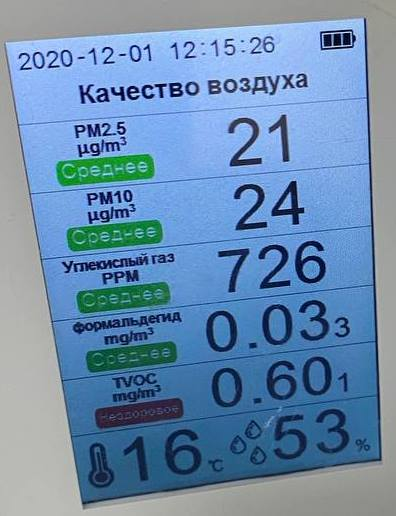 2020-12-01 12:15:26
Качество воздуха
PM2.5
µg/m³
21
Среднее
PM10
µg/m³
24
Среднее
Углекислый газ
PPM
726
Среднее
Формальдегид
mg/m³
0.033
Среднее
TVOC
mg/m³
0.601
Нездоровое
16 °C 53 %